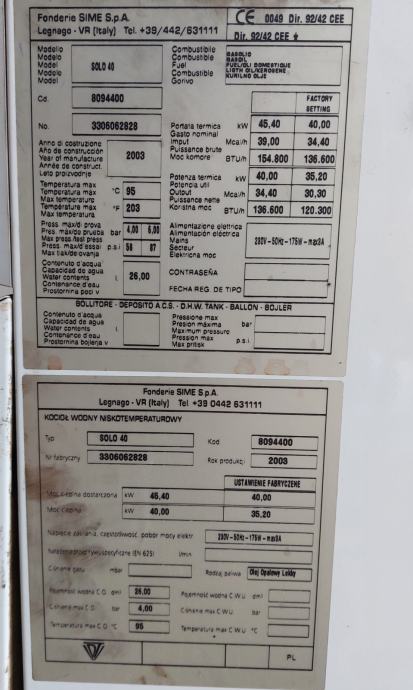 Fonderie SIME S.p.A.
Legnago - VR (Italy) Tel. +39/442/631111
CE 0049 Dir. 92/42 CEE
Dir. 92/42 CEE ★
Modello
Modelo
Model
Modele
Model
SOLO 40
Combustibile
Combustible
Fuel
Combustible
Gorivo
GASOLIO
GASOIL
FUEL/FIOUL DOMESTIQUE
KURILNO OLJE
Cod. 8094400
FACTORY
SETTING
No. 3306062828
Portata termica kW 45,40 40,00
Gasto nominal
Imput Mcal/h 39,00 34,40
Puissance brute
Moc komore BTU/h 154.800 136.600
Anno di costruzione
Año de construcción
Year of manufacture
Année de construct.
Leto proizvodnje
2003
Potenza termica kW 40,00 35,20
Potencia util
Output Mcal/h 34,40 30,30
Puissance nette
Koristna moc BTU/h 136.600 120.300
Temperatura max
Temperatura máx °C 95
Max temperature
Temperature max °F 203
Max temperatura
Press max/di prova
Pres. máx/de prueba bar 4,00 6,00
Max press/test press
Press. max/d'essai p.s.i 58 87
Alimentazione elettrica
Alimentación eléctrica
Mains
Secteur
Elektricna moc
230V-50Hz-175W-max2A
Contenuto d'acqua
Capacidad de agua
Water contents l. 26,00
Contenance d'eau
Prostornina
CONTRASEÑA
FECHA REG. DE TIPO
BOLLITORE - DEPOSITO A.C.S. - D.H.W. TANK - BALLON - BOJLER
Contenuto d'acqua
Capacidad de agua
Water contents l.
Contenance d'eau
Prostornina bojlerja v
Pressione max
Presion máxima bar
Maximum pressure
Pression max p.s.i.
Max pritisk
Fonderie SIME S.p.A.
Legnago - VR (Italy) Tel +39 0442 631111
KOCIOŁ WODNY NISKOTEMPERATUROWY
Typ SOLO 40 Kod 8094400
Nr fabryczny 3306062828 Rok produkcji 2003
USTAWIENIE FABRYCZNE
Moc cieplna dostarczona kW 45,40 40,00
Moc cieplna kW 40,00 35,20
Napięcie zasilania, częstotliwość, pobór mocy elektr 230V-50Hz-175W-max2A
(EN 625) l/min
Ciśnienie gazu mbar Rodzaj paliwa Olej Opałowy Lekki
Pojemność wodna C.O. dm3 26,00 Pojemność wodna C.W.U. dm3
Ciśnienie max C.O. bar 4,00 Ciśnienie max C.W.U. bar
Temperatura max C.O. °C 95 Temperatura max C.W.U. °C
PL